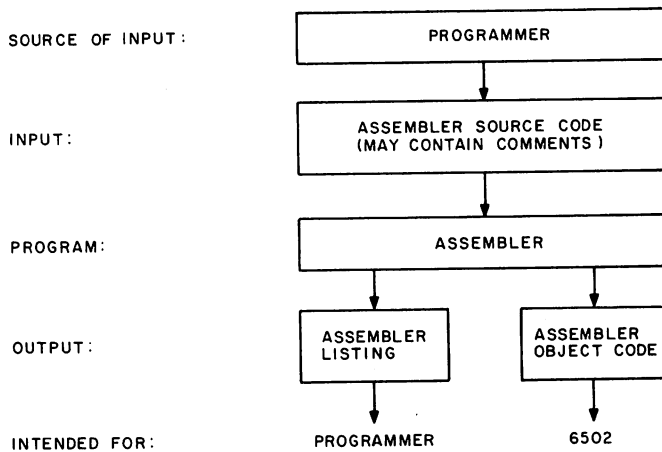 SOURCE OF INPUT: PROGRAMMER
INPUT: ASSEMBLER SOURCE CODE
(MAY CONTAIN COMMENTS)
PROGRAM: ASSEMBLER
OUTPUT: ASSEMBLER LISTING ASSEMBLER OBJECT CODE
INTENDED FOR: PROGRAMMER 6502